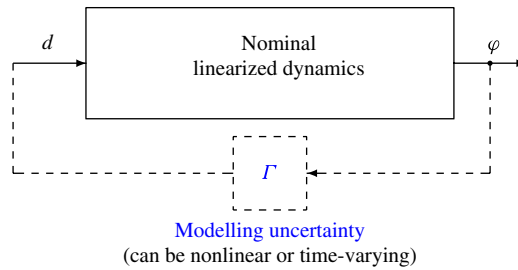 Nominal
d
φ
linearized dynamics
Γ
Modelling uncertainty
(can be nonlinear or time-varying)